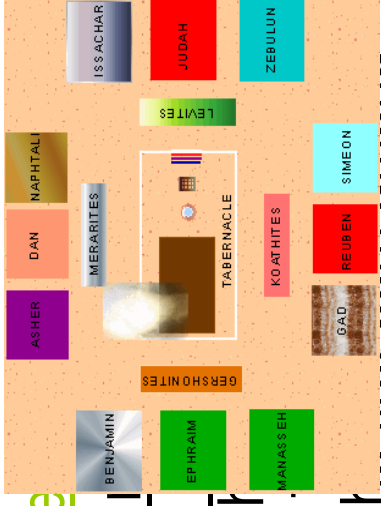 ISSACHAR
JUDAH
ZEBULUN
LEVITES
NAPHTALI
SIMEON
MERARITES
TABERNACLE
KOATHITES
DAN
REUBEN
ASHER
GAD
GERSHONITES
BENJAMIN
EPHRAIM
MANASSEH